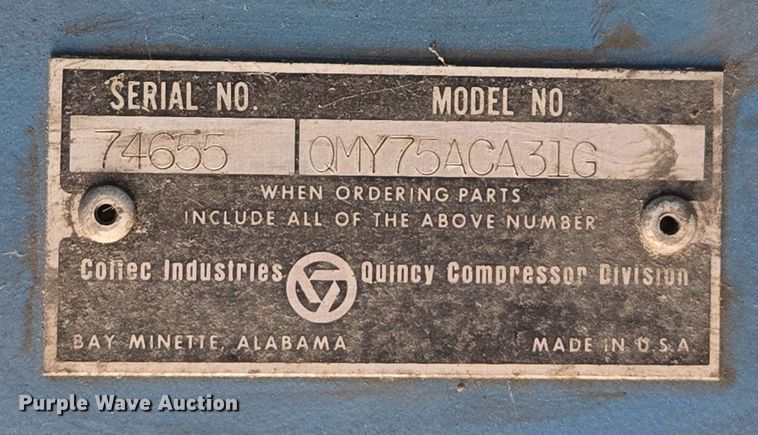 SERIAL NO. MODEL NO.
74655 QMY75ACA31G
WHEN ORDERING PARTS
INCLUDE ALL OF THE ABOVE NUMBER
Coltec Industries Quincy Compressor Division
BAY MINETTE, ALABAMA MADE IN U.S.A
Purple Wave Auction